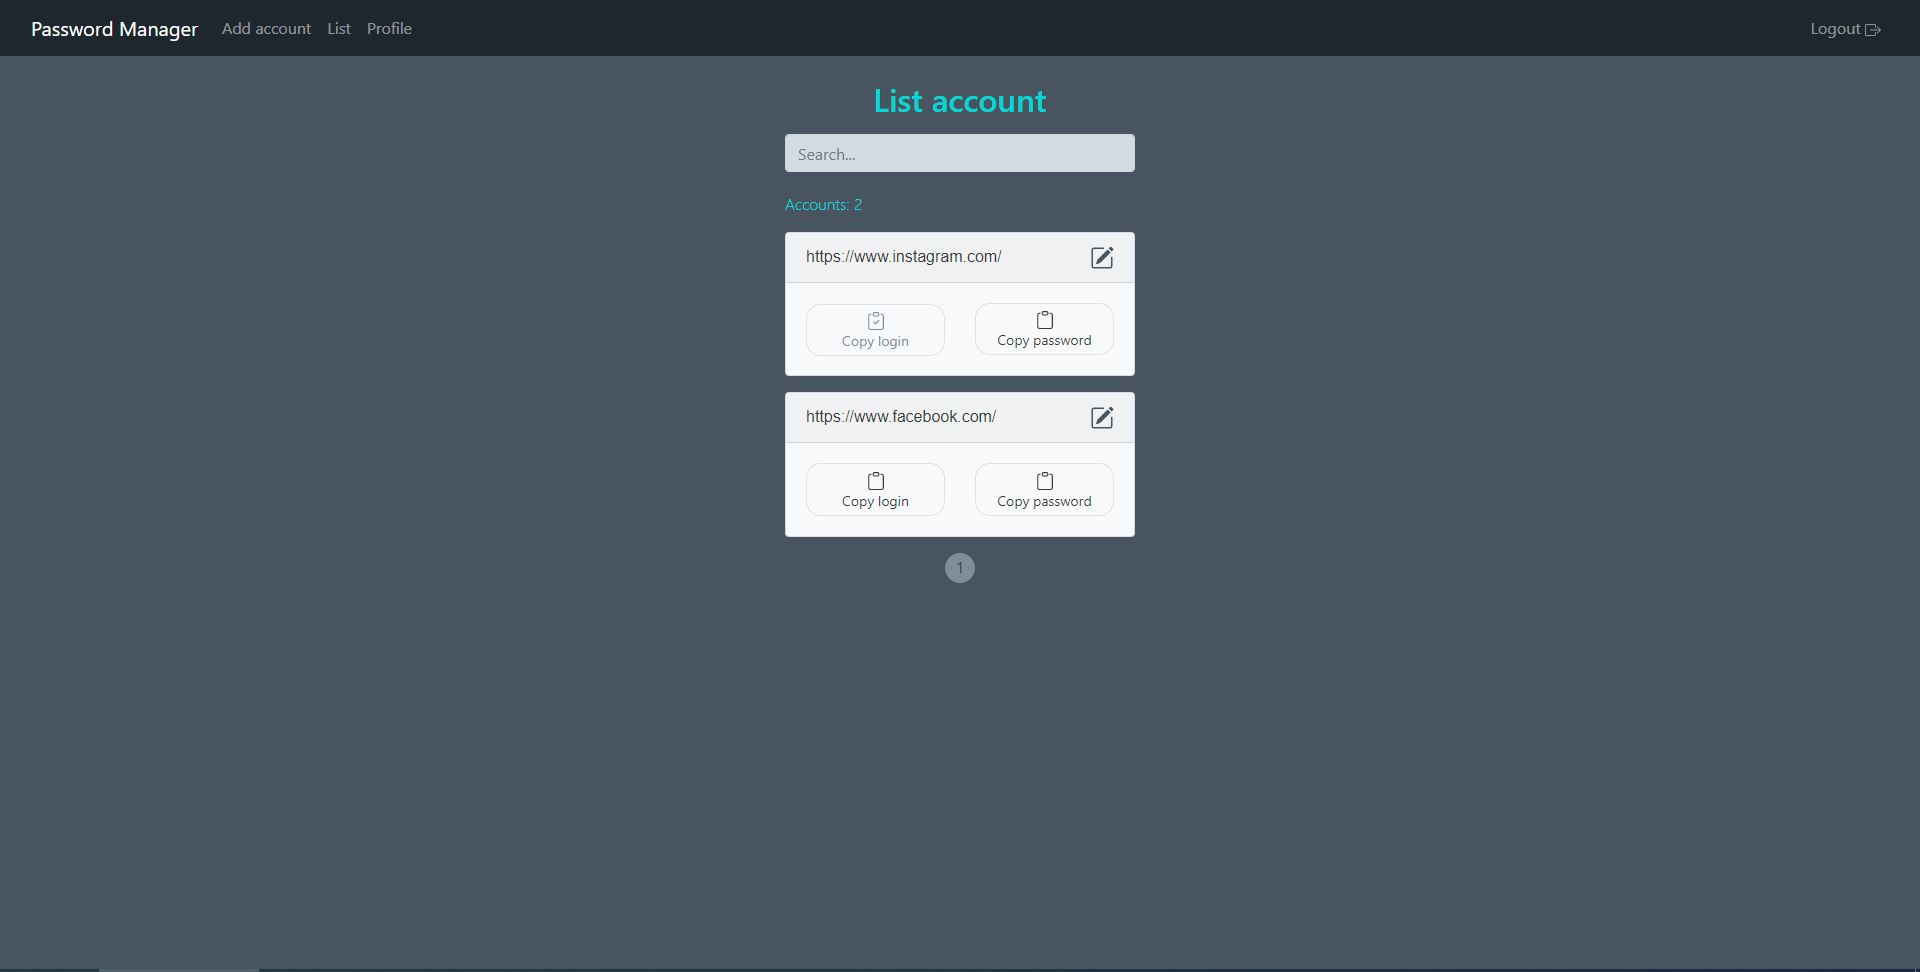 Password Manager Add account List Profile Logout
List account
Search...
Accounts: 2
https://www.instagram.com/
Copy login Copy password
https://www.facebook.com/
Copy login Copy password
1